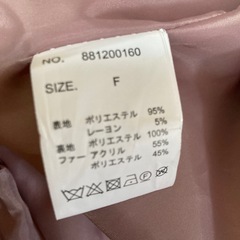 NO. 881200160
SIZE. F
表地 ポリエステル 95%
レーヨン 5%
裏地 ポリエステル 100%
ファー アクリル 55%
ポリエステル 45%